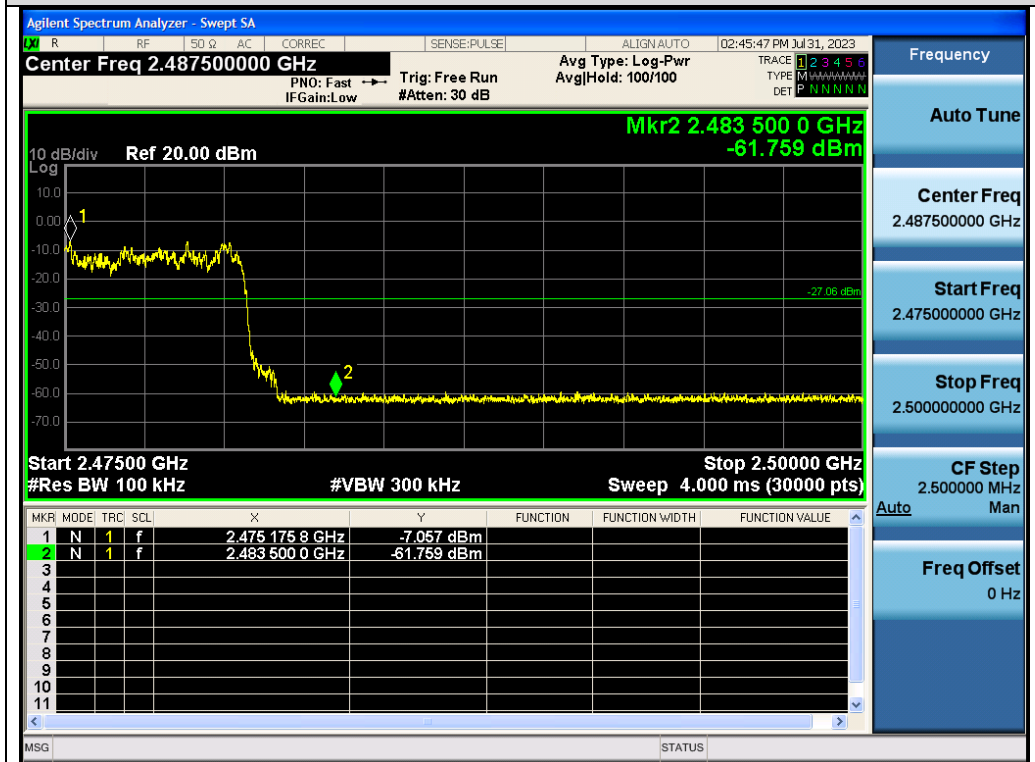 Agilent Spectrum Analyzer - Swept SA
LXI R RF 50 Ω AC CORREC SENSE:PULSE ALIGN AUTO 02:45:47 PM Jul 31, 2023
Center Freq 2.487500000 GHz
PNO: Fast
IFGain:Low
Trig: Free Run
#Atten: 30 dB
Avg Type: Log-Pwr
Avg|Hold: 100/100
TRACE 1 2 3 4 5 6
TYPE M WWWWW
DET P N N N N N
Mkr2 2.483 500 0 GHz
-61.759 dBm
10 dB/div Ref 20.00 dBm
Log
10.0
0.00
-10.0
-20.0
-30.0
-40.0
-50.0
-60.0
-70.0
1
2
-27.06 dBm
Start 2.47500 GHz Stop 2.50000 GHz
#Res BW 100 kHz #VBW 300 kHz Sweep 4.000 ms (30000 pts)
MKR MODE TRC SCL X Y FUNCTION FUNCTION WIDTH FUNCTION VALUE
1 N 1 f 2.475 175 8 GHz -7.057 dBm
2 N 1 f 2.483 500 0 GHz -61.759 dBm
3
4
5
6
7
8
9
10
11
MSG STATUS
Frequency
Auto Tune
Center Freq
2.487500000 GHz
Start Freq
2.475000000 GHz
Stop Freq
2.500000000 GHz
CF Step
2.500000 MHz
Auto Man
Freq Offset
0 Hz